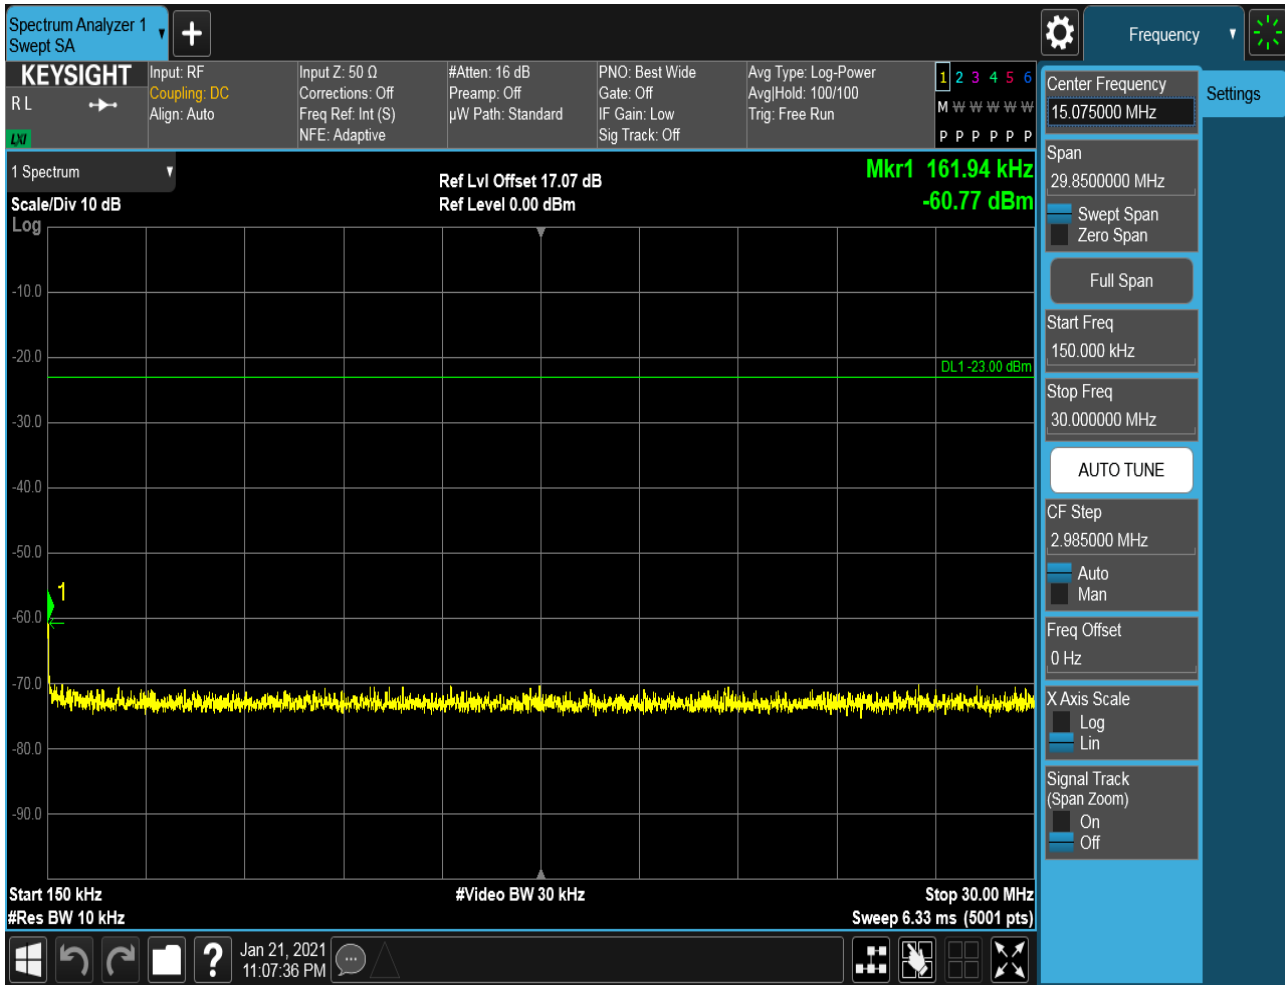 Spectrum Analyzer 1
Swept SA
Frequency
KEYSIGHT
R L
LXI
Input: RF
Coupling: DC
Align: Auto
Input Z: 50 Ω
Corrections: Off
Freq Ref: Int (S)
NFE: Adaptive
#Atten: 16 dB
Preamp: Off
µW Path: Standard
PNO: Best Wide
Gate: Off
IF Gain: Low
Sig Track: Off
Avg Type: Log-Power
Avg|Hold: 100/100
Trig: Free Run
1 2 3 4 5 6
M W W W W W
P P P P P P
1 Spectrum
Scale/Div 10 dB
Log
Ref Lvl Offset 17.07 dB
Ref Level 0.00 dBm
Mkr1 161.94 kHz
-60.77 dBm
-10.0
-20.0
DL1 -23.00 dBm
-30.0
-40.0
-50.0
1
-60.0
-70.0
-80.0
-90.0
Start 150 kHz
#Video BW 30 kHz
Stop 30.00 MHz
#Res BW 10 kHz
Sweep 6.33 ms (5001 pts)
Jan 21, 2021
11:07:36 PM
Center Frequency
15.075000 MHz
Settings
Span
29.8500000 MHz
Swept Span
Zero Span
Full Span
Start Freq
150.000 kHz
Stop Freq
30.000000 MHz
AUTO TUNE
CF Step
2.985000 MHz
Auto
Man
Freq Offset
0 Hz
X Axis Scale
Log
Lin
Signal Track
(Span Zoom)
On
Off